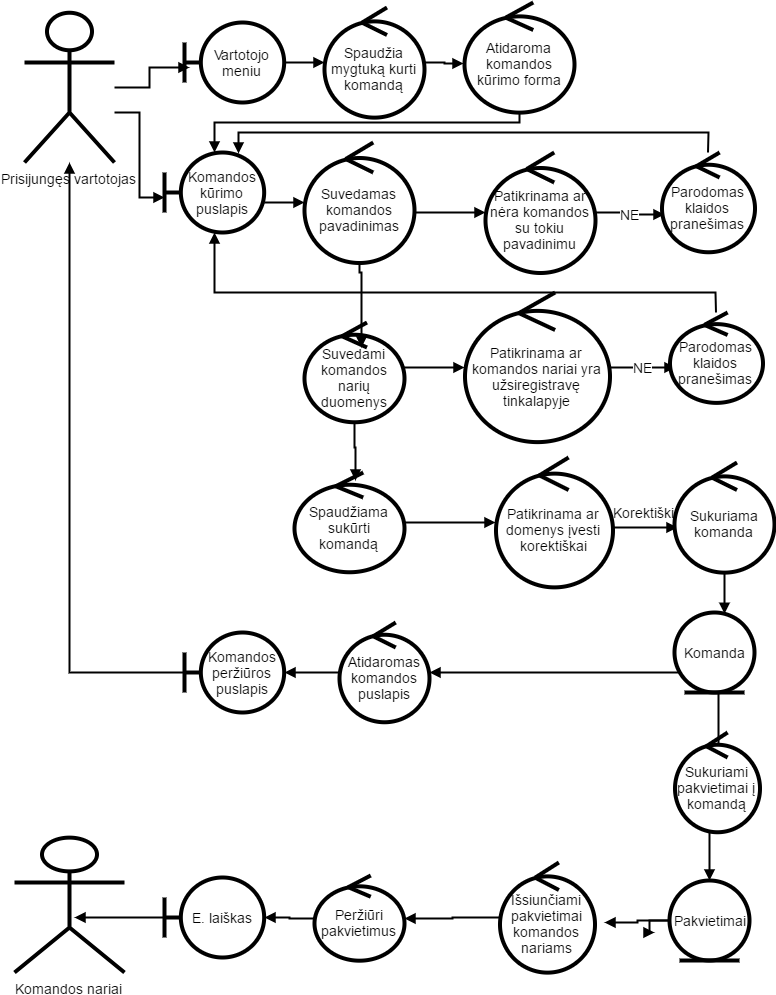 Vartotojo
meniu
Spaudžia
mygtuką kurti
komandą
Atidaroma
komandos
kūrimo forma
Prisijungęs vartotojas
Komandos
kūrimo
puslapis
Suvedamas
komandos
pavadinimas
Patikrinama ar
nėra komandos
su tokiu
pavadinimu
NE
Parodomas
klaidos
pranešimas
Suvedami
komandos
narių
duomenys
Patikrinama ar
komandos nariai yra
užsiregistravę
tinkalapyje
NE
Parodomas
klaidos
pranešimas
Spaudžiama
sukūrti
komandą
Patikrinama ar
domenys įvesti
korektiškai
Korektiški
Sukuriama
komanda
Komandos
peržiūros
puslapis
Atidaromas
komandos
puslapis
Komanda
Sukuriami
pakvietimai į
komandą
E. laiškas
Peržiūri
pakvietimus
Išsiunčiami
pakvietimai
komandos
nariams
Pakvietimai
Komandos nariai